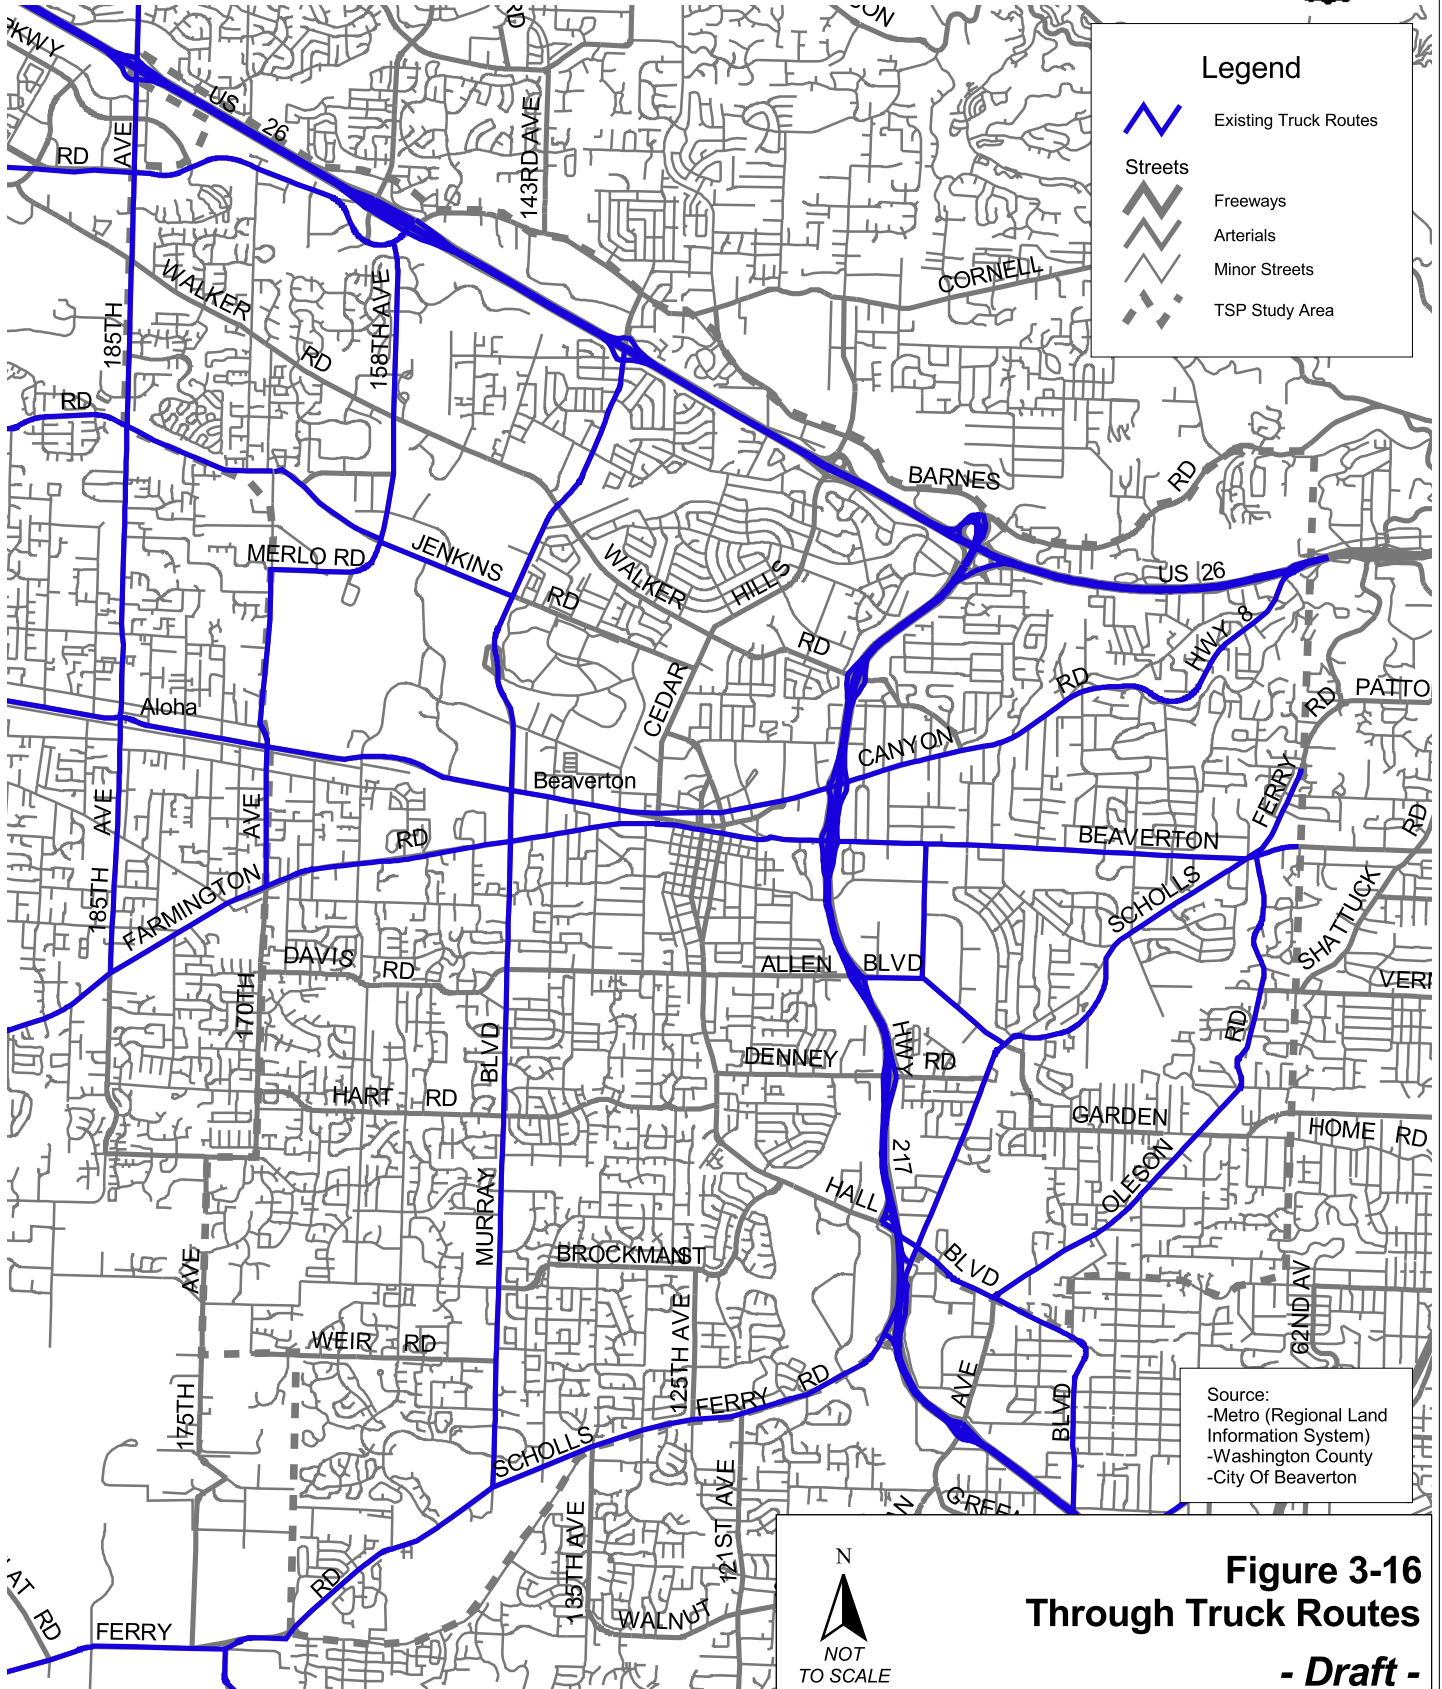 PKWY
RD
US 26
RD
AVE
143RD AVE
Legend
Existing Truck Routes
Streets
Freeways
Arterials
Minor Streets
TSP Study Area
WALKER
RD
158TH AVE
185TH
CORNELL
RD
BARNES
RD
MERLO RD
JENKINS
RD
WALKER
HILLS
RD
CEDAR
US 26
HWY 8
RD
RD
PATTO
Aloha
CANYON
Beaverton
FERRY
AVE
AVE
RD
BEAVERTON
RD
185TH
FARMINGTON
SCHOLLS
SHATTUCK
DAVIS
RD
ALLEN
BLVD
VER
170TH
BLVD
HWY
RD
DENNEY
RD
HART
RD
GARDEN
HOME RD
217
OLESON
MURRAY
HALL
BLVD
BROCKMAN ST
AVE
62ND AV
125TH AVE
WEIR
RD
175TH
FERRY
RD
AVE
BLVD
SCHOLLS
Source:
-Metro (Regional Land
Information System)
-Washington County
-City Of Beaverton
121ST AVE
135TH AVE
GREE
N
NOT
TO SCALE
AT
RD
RD
FERRY
WALNUT
Figure 3-16
Through Truck Routes
- Draft -